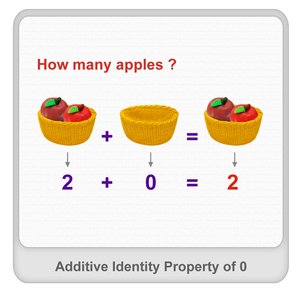 How many apples ?
+ =
2 + 0 = 2
Additive Identity Property of 0